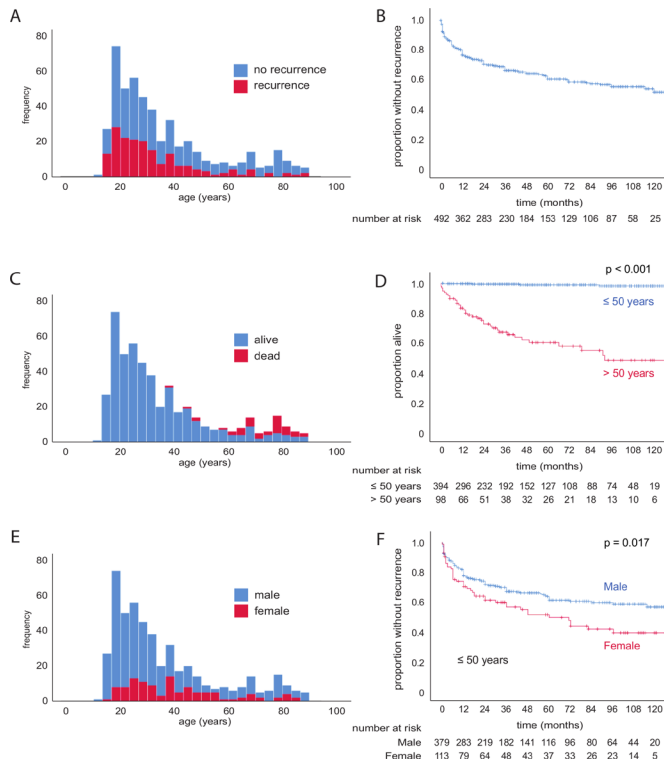 A
80
60
40
20
0
frequency
no recurrence
recurrence
20 40 60 80 100
age (years)
B
1.0
0.8
0.6
0.4
0.2
0
proportion without recurrence
0 12 24 36 48 60 72 84 96 108 120
time (months)
number at risk
492 362 283 230 184 153 129 106 87 58 25
C
80
60
40
20
0
frequency
alive
dead
0 20 40 60 80 100
age (years)
D
p < 0.001
1.0
0.8
0.6
0.4
0.2
0
proportion alive
≤ 50 years
> 50 years
0 12 24 36 48 60 72 84 96 108 120
time (months)
number at risk
≤ 50 years 394 296 232 192 152 127 108 88 74 48 19
> 50 years 98 66 51 38 32 26 21 18 13 10 6
E
80
60
40
20
0
frequency
male
female
0 20 40 60 80 100
age (years)
F
p = 0.017
1.0
0.8
0.6
0.4
0.2
0
proportion without recurrence
Male
Female
≤ 50 years
0 12 24 36 48 60 72 84 96 108 120
time (months)
number at risk
Male 379 283 219 182 141 116 96 80 64 44 20
Female 113 79 64 48 43 37 33 26 23 14 5